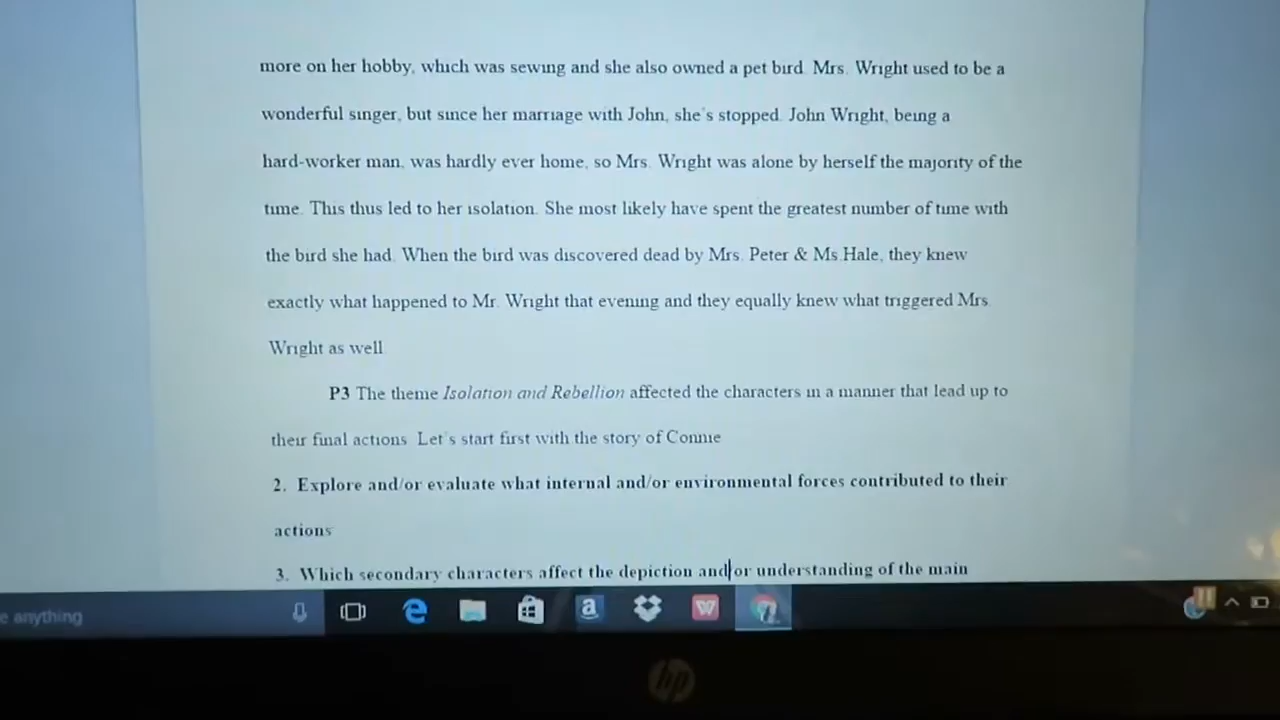 more on her hobby, which was sewing and she also owned a pet bird. Mrs. Wright used to be a
wonderful singer, but since her marriage with John, she's stopped. John Wright, being a
hard-worker man, was hardly ever home, so Mrs. Wright was alone by herself the majority of the
time. This thus led to her isolation. She most likely have spent the greatest number of time with
the bird she had. When the bird was discovered dead by Mrs. Peter & Ms.Hale, they knew
exactly what happened to Mr. Wright that evening and they equally knew what triggered Mrs.
Wright as well.
P3 The theme Isolation and Rebellion affected the characters in a manner that lead up to
their final actions. Let's start first with the story of Connie
2. Explore and/or evaluate what internal and/or environmental forces contributed to their
actions
3. Which secondary characters affect the depiction and/or understanding of the main
e anything
hp